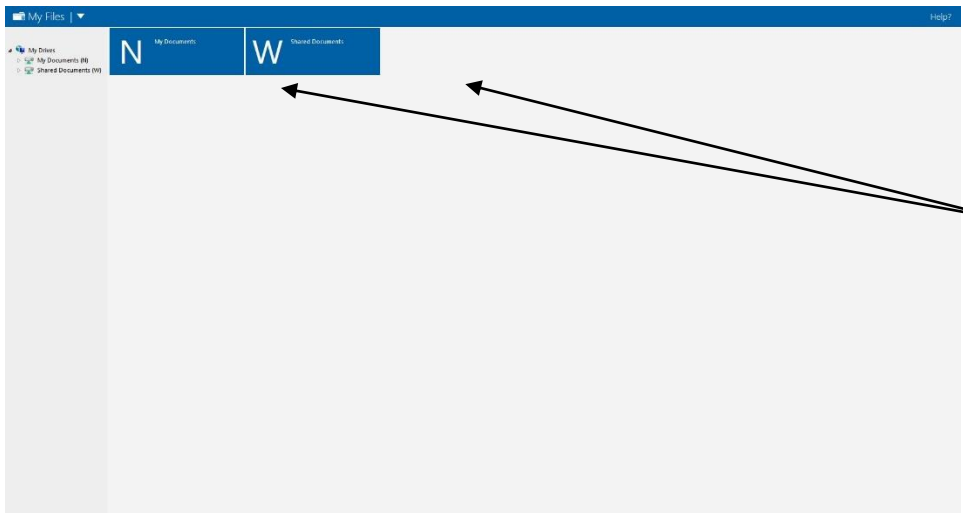 My Files |
Help?
My Drives
My Documents (N)
Shared Documents (W)
N My Documents
W Shared Documents